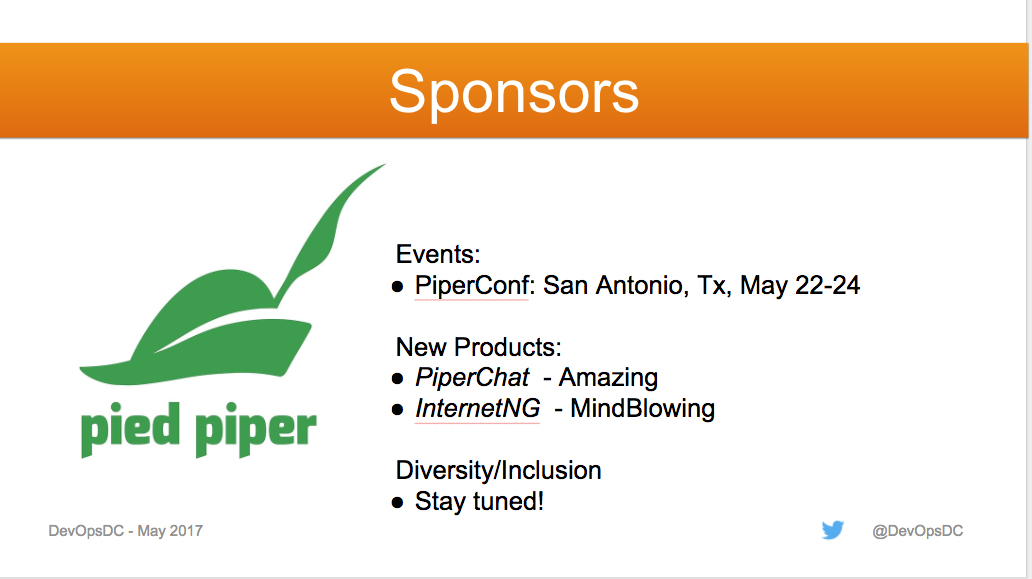 Sponsors
pied piper
Events:
● PiperConf: San Antonio, Tx, May 22-24
New Products:
● PiperChat - Amazing
● InternetNG - MindBlowing
Diversity/Inclusion
● Stay tuned!
DevOpsDC - May 2017
@DevOpsDC